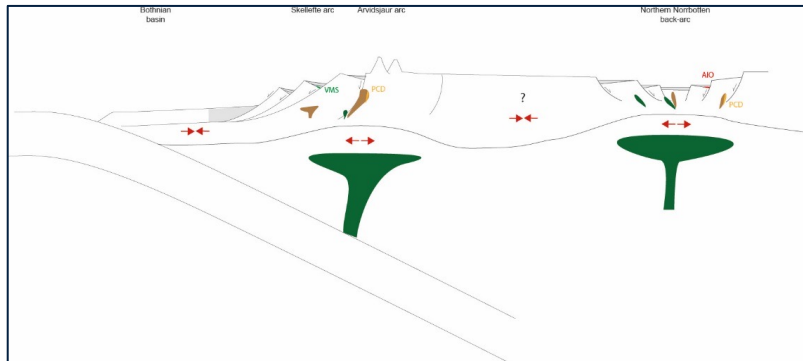 Bothnian
basin
Skellefte arc
Arvidsjaur arc
Northern Norrbotten
back-arc
VMS
PCD
?
AIO
PCD